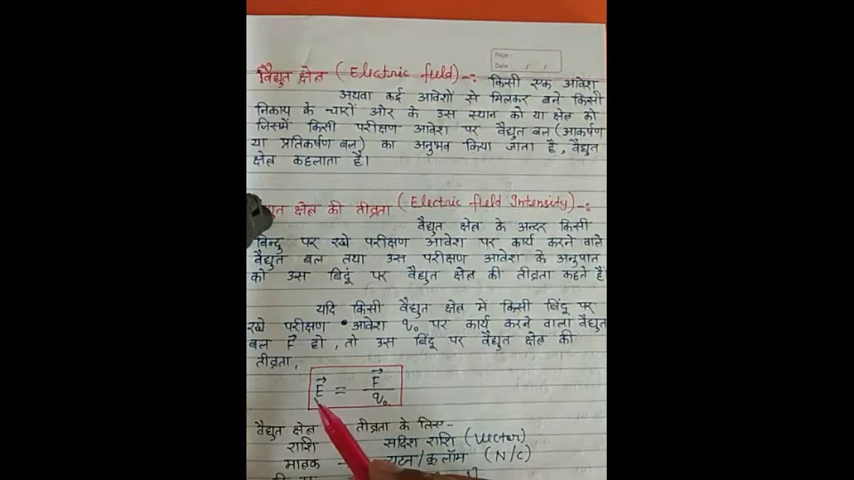 Page:
Date: / /
विद्युत क्षेत्र (Electric field) -: किसी एक आवेश
अथवा कई आवेशों से मिलकर बने किसी
निकाय के चारों ओर के उस स्थान को या क्षेत्र को
जिसमें किसी परीक्षण आवेश पर वैद्युत बल (आकर्षण
या प्रतिकर्षण बल) का अनुभव किया जाता है, वैद्युत
क्षेत्र कहलाता है।
क्षेत्र की तीव्रता (Electric field Intensity) -:
वैद्युत क्षेत्र के अन्दर किसी
बिन्दु पर रखे परीक्षण आवेश पर कार्य करने वाले
वैद्युत बल तथा उस परीक्षण आवेश के अनुपात
को उस बिदूं पर वैद्युत क्षेत्र की तीव्रता कहते है
यदि किसी वैद्युत क्षेत्र में किसी बिंदू पर
रखे परीक्षण आवेश q₀ पर कार्य करने वाला वैद्युत
बल F⃗ हो, तो उस बिंदू पर वैद्युत क्षेत्र की
तीव्रता,
E⃗ = F⃗ / q₀
वैद्युत क्षेत्र तीव्रता के लिए-
राशि सदिश राशि (Vector)
मात्रक - न्यूटन/कूलॉम (N/C)